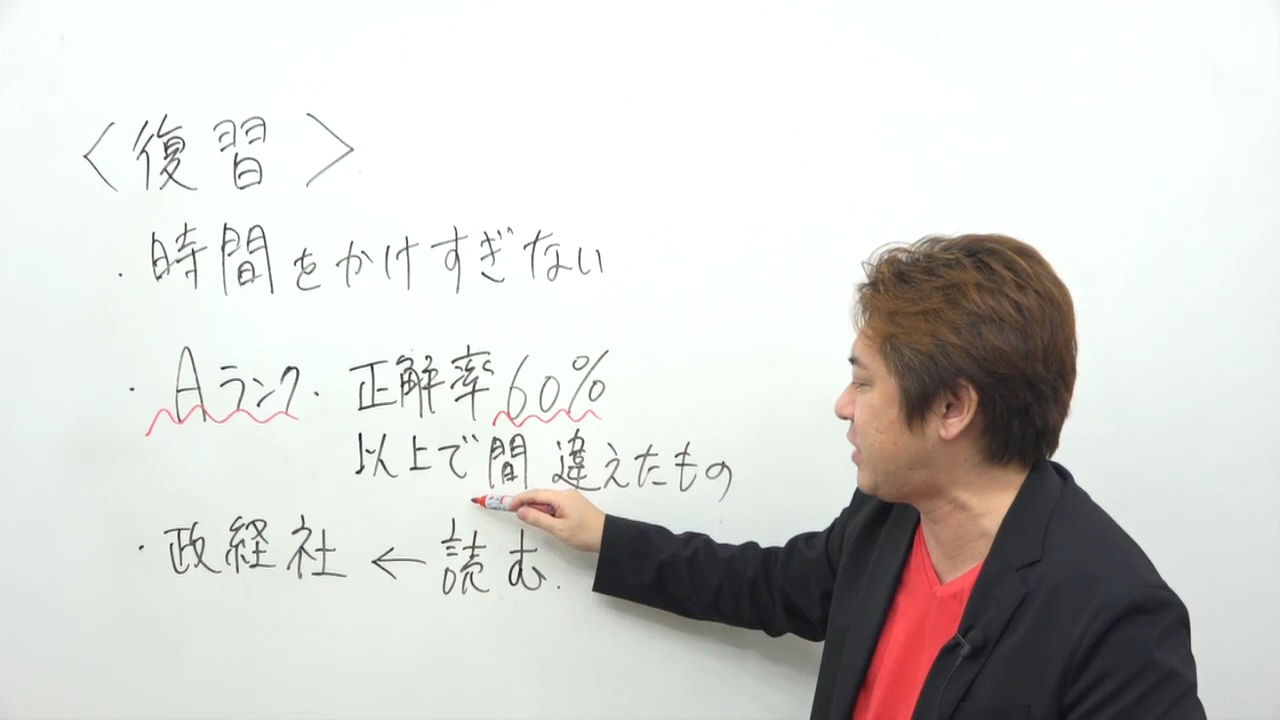 〈復習〉
・時間をかけすぎない
・Aランク・正解率60%
以上で間違えたもの
・政経社←読む.